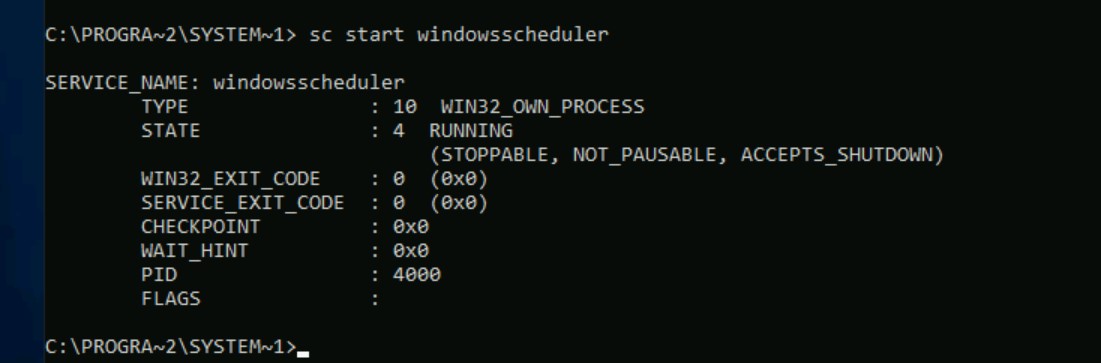 C:\PROGRA~2\SYSTEM~1> sc start windowsscheduler
SERVICE_NAME: windowsscheduler
TYPE : 10 WIN32_OWN_PROCESS
STATE : 4 RUNNING
(STOPPABLE, NOT_PAUSABLE, ACCEPTS_SHUTDOWN)
WIN32_EXIT_CODE : 0 (0x0)
SERVICE_EXIT_CODE : 0 (0x0)
CHECKPOINT : 0x0
WAIT_HINT : 0x0
PID : 4000
FLAGS :
C:\PROGRA~2\SYSTEM~1>